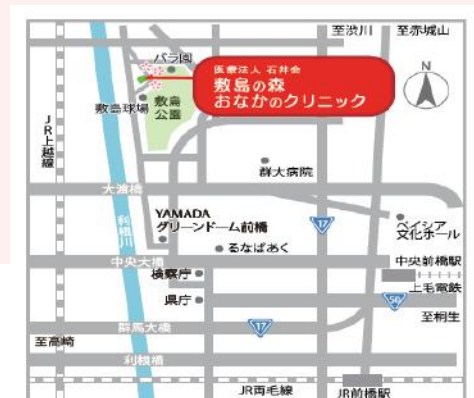 至渋川
至赤城山
バラ園
医療法人 石井会
敷島の森
おなかのクリニック
N
敷島球場
敷島
公園
JR上越線
群大病院
大渡橋
利根川
YAMADA
グリーンドーム前橋
17
ベイシア
文化ホール
るなぱあく
中央大橋
中央前橋駅
検察庁
上毛電鉄
県庁
50
至桐生
群馬大橋
17
至高崎
利根橋
JR両毛線
JR前橋駅